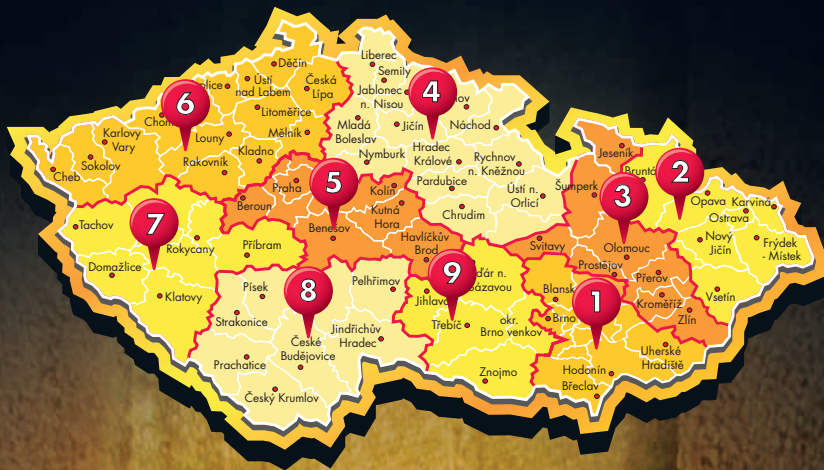 Děčín
Ústí
nad Labem
Česká
Lípa
Litoměřice
Mělník
6
Louny
Karlovy
Vary
Sokolov
Cheb
Rakovník
Kladno
Liberec
Semily
Jablonec
n. Nisou
4
Jičín
Náchod
Mladá
Boleslav
Nymburk
Hradec
Králové
Rychnov
n. Kněžnou
Pardubice
Ústí n.
Orlicí
Chrudim
Praha
5
Kolín
Beroun
Kutná
Hora
Benešov
Havlíčkův
Brod
Jeseník
2
3
Šumperk
Opava
Karviná
Ostrava
Svitavy
Olomouc
Nový
Jičín
Frýdek
- Místek
Prostějov
Přerov
Kroměříž
Vsetín
Zlín
Tachov
7
Rokycany
Příbram
Domažlice
Klatovy
Písek
8
Pelhřimov
Strakonice
České
Budějovice
Jindřichův
Hradec
Prachatice
Český Krumlov
9
Jihlava
Třebíč
okr.
Brno venkov
Znojmo
1
Brno
Uherské
Hradiště
Hodonín
Břeclav